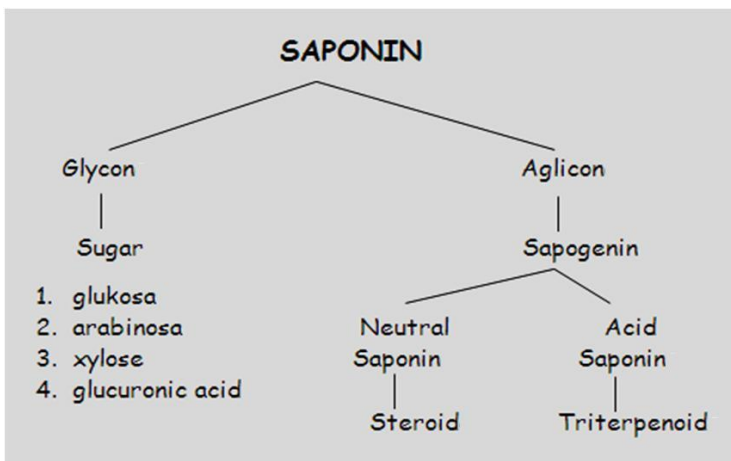 SAPONIN
Glycon
Aglicon
Sugar
Sapogenin
1. glukosa
2. arabinosa
3. xylose
4. glucuronic acid
Neutral
Saponin
Acid
Saponin
Steroid
Triterpenoid